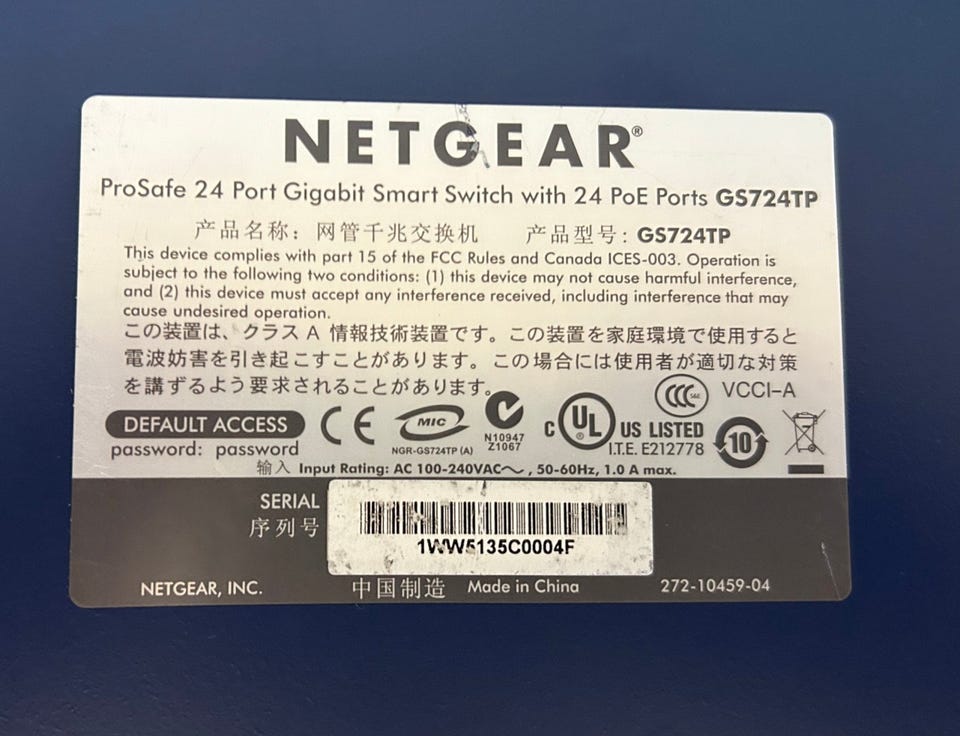 NETGEAR®
ProSafe 24 Port Gigabit Smart Switch with 24 PoE Ports GS724TP
产品名称：网管千兆交换机 产品型号：GS724TP
This device complies with part 15 of the FCC Rules and Canada ICES-003. Operation is
subject to the following two conditions: (1) this device may not cause harmful interference,
and (2) this device must accept any interference received, including interference that may
cause undesired operation.
この装置は、クラス A 情報技術装置です。この装置を家庭環境で使用すると
電波妨害を引き起こすことがあります。この場合には使用者が適切な対策
を講ずるよう要求されることがあります。
CCC S&E VCCI-A
DEFAULT ACCESS
password: password
CE
MIC
NGR-GS724TP (A)
N10947
Z1067
C UL US LISTED
I.T.E. E212778
10
输入 Input Rating: AC 100-240VAC～, 50-60Hz, 1.0 A max.
SERIAL
序列号
1WW5135C0004F
NETGEAR, INC. 中国制造 Made in China 272-10459-04